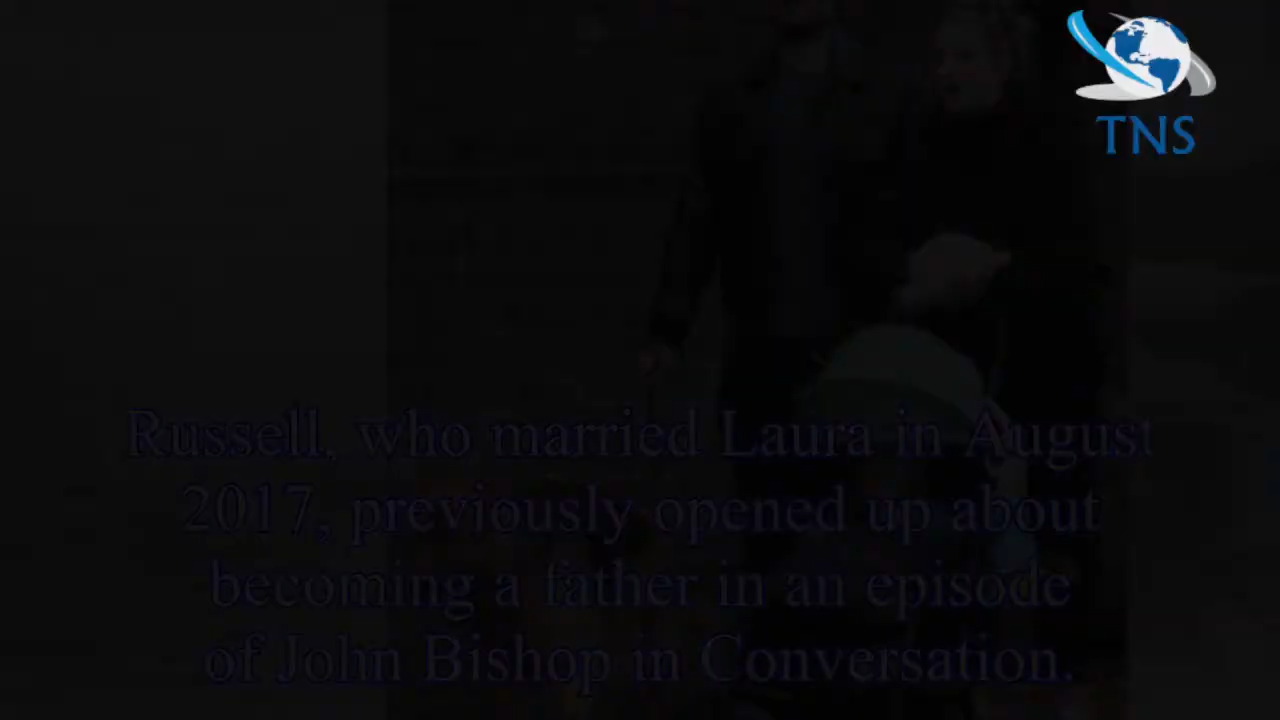 TNS
Russell, who married Laura in August
2017, previously opened up about
becoming a father in an episode
of John Bishop in Conversation.